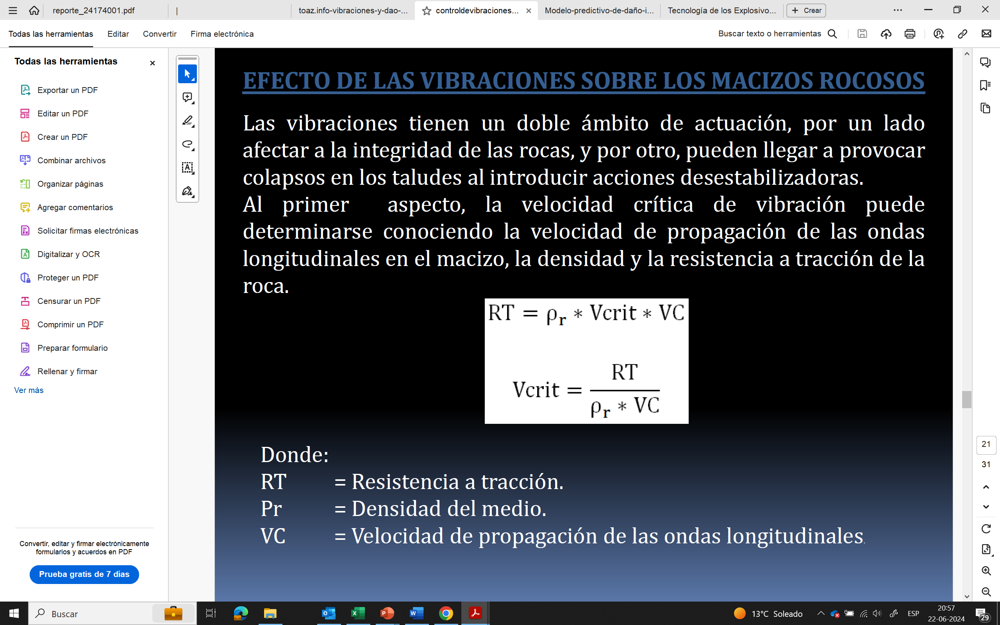 reporte_24174001.pdf
toaz.info-vibraciones-y-dao-...
controldevibraciones...
Modelo-predictivo-de-daño-i...
Tecnología de los Explosivo...
Crear
Todas las herramientas
Editar
Convertir
Firma electrónica
Buscar texto o herramientas
Todas las herramientas
Exportar un PDF
Editar un PDF
Crear un PDF
Combinar archivos
Organizar páginas
Agregar comentarios
Solicitar firmas electrónicas
Digitalizar y OCR
Proteger un PDF
Censurar un PDF
Comprimir un PDF
Preparar formulario
Rellenar y firmar
Ver más
Convertir, editar y firmar electrónicamente
formularios y acuerdos en PDF
Prueba gratis de 7 días
EFECTO DE LAS VIBRACIONES SOBRE LOS MACIZOS ROCOSOS
Las vibraciones tienen un doble ámbito de actuación, por un lado
afectar a la integridad de las rocas, y por otro, pueden llegar a provocar
colapsos en los taludes al introducir acciones desestabilizadoras.
Al primer aspecto, la velocidad crítica de vibración puede
determinarse conociendo la velocidad de propagación de las ondas
longitudinales en el macizo, la densidad y la resistencia a tracción de la
roca.
RT = ρr * Vcrit * VC
Vcrit = RT / ρr * VC
Donde:
RT = Resistencia a tracción.
Pr = Densidad del medio.
VC = Velocidad de propagación de las ondas longitudinales.
21
31
Buscar
13°C Soleado
ESP
20:57
22-06-2024
29